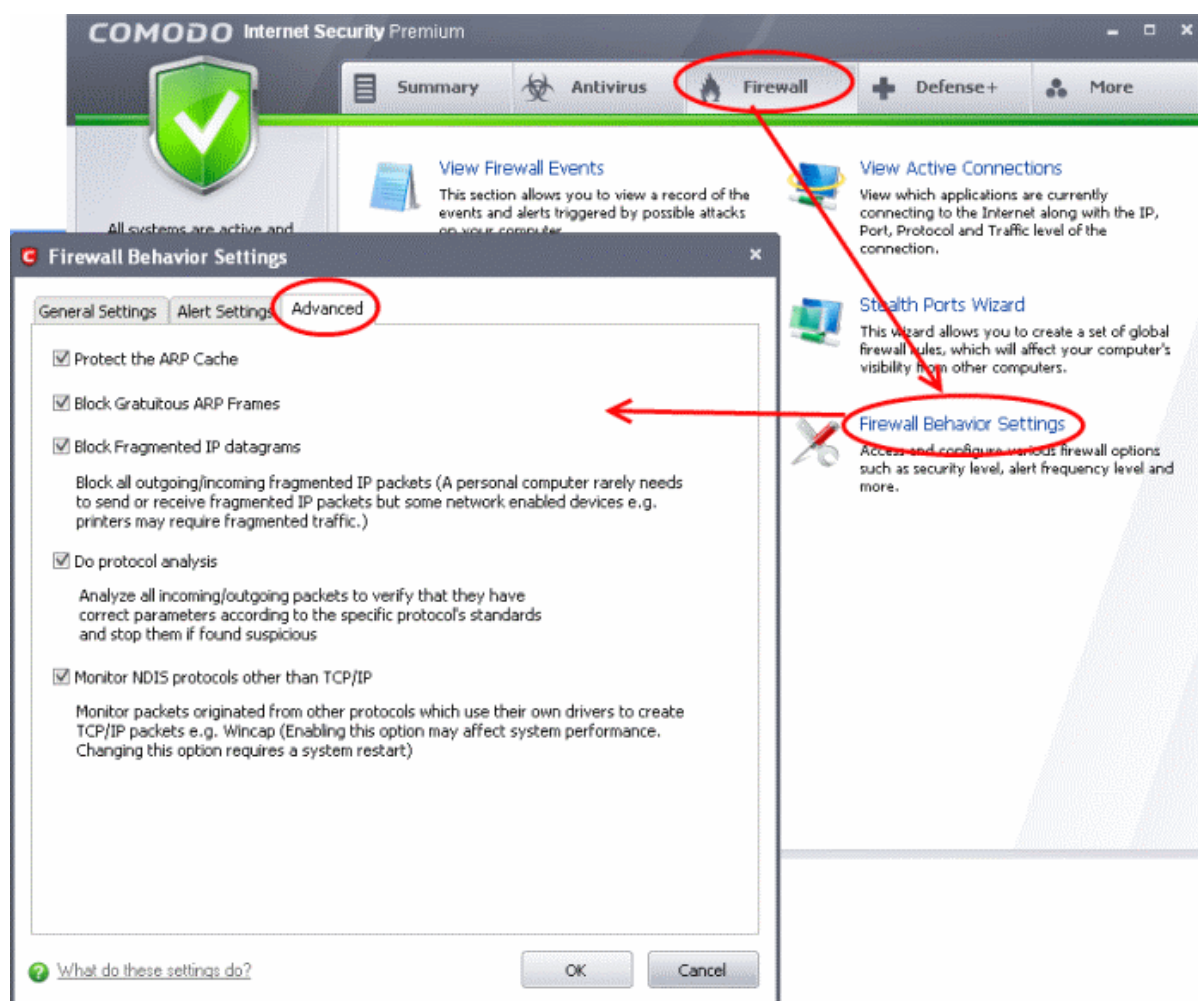 COMODO Internet Security Premium
Summary
Antivirus
Firewall
Defense+
More
All systems are active and
View Firewall Events
This section allows you to view a record of the
events and alerts triggered by possible attacks
on your computer
View Active Connections
View which applications are currently
connecting to the Internet along with the IP,
Port, Protocol and Traffic level of the
connection.
Stealth Ports Wizard
This wizard allows you to create a set of global
firewall rules, which will affect your computer's
visibility from other computers.
Firewall Behavior Settings
Access and configure various firewall options
such as security level, alert frequency level and
more.
Firewall Behavior Settings
General Settings
Alert Settings
Advanced
Protect the ARP Cache
Block Gratuitous ARP Frames
Block Fragmented IP datagrams
Block all outgoing/incoming fragmented IP packets (A personal computer rarely needs
to send or receive fragmented IP packets but some network enabled devices e.g.
printers may require fragmented traffic.)
Do protocol analysis
Analyze all incoming/outgoing packets to verify that they have
correct parameters according to the specific protocol's standards
and stop them if found suspicious
Monitor NDIS protocols other than TCP/IP
Monitor packets originated from other protocols which use their own drivers to create
TCP/IP packets e.g. Wincap (Enabling this option may affect system performance.
Changing this option requires a system restart)
What do these settings do?
OK
Cancel